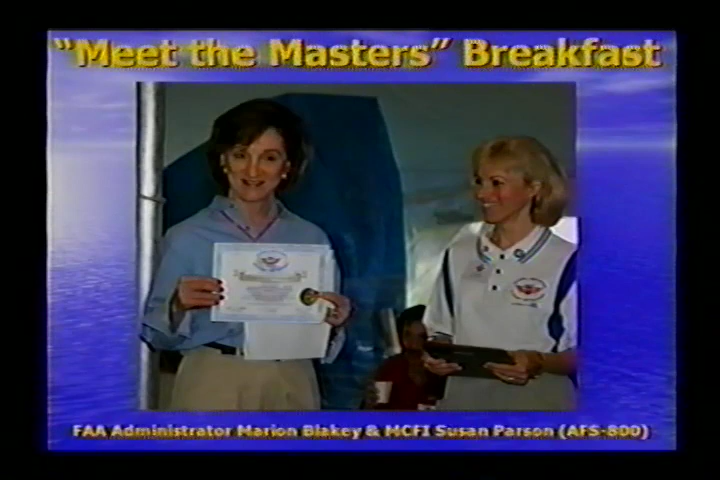 “Meet the Masters” Breakfast
FAA Administrator Marion Blakey & MCFI Susan Parson (AFS-800)